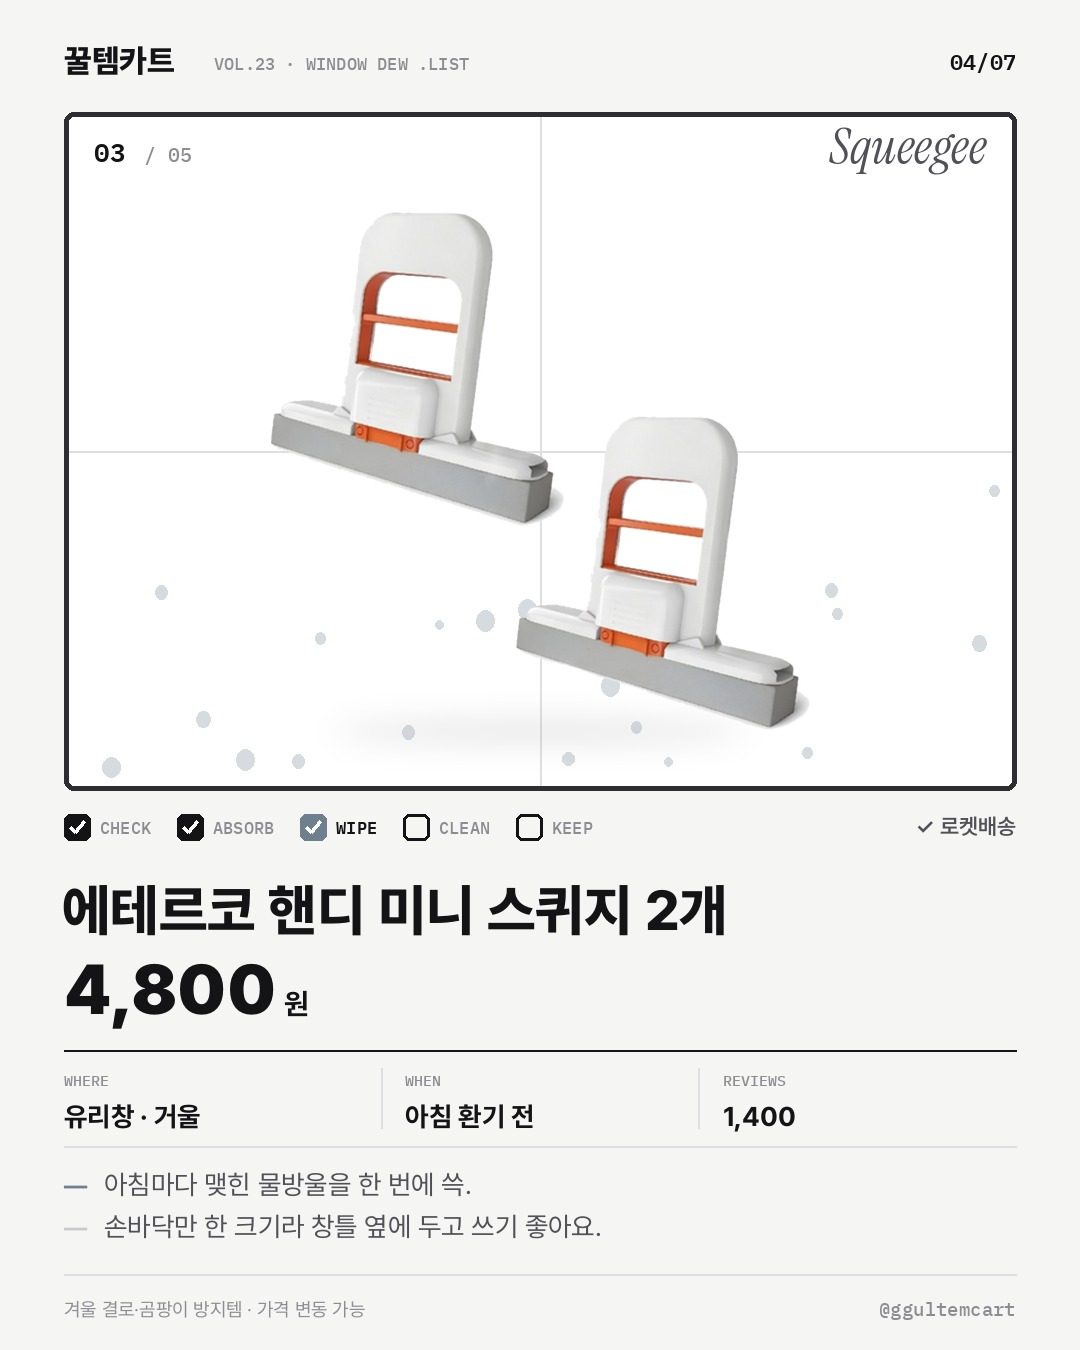 꿀템카트 VOL.23 · WINDOW DEW .LIST 04/07
03 / 05 Squeegee
CHECK ABSORB WIPE CLEAN KEEP ✓ 로켓배송
에테르코 핸디 미니 스퀴지 2개
4,800 원
WHERE WHEN REVIEWS
유리창 · 거울 아침 환기 전 1,400
— 아침마다 맺힌 물방울을 한 번에 쓱.
— 손바닥만 한 크기라 창틀 옆에 두고 쓰기 좋아요.
겨울 결로·곰팡이 방지템 · 가격 변동 가능 @ggultemcart